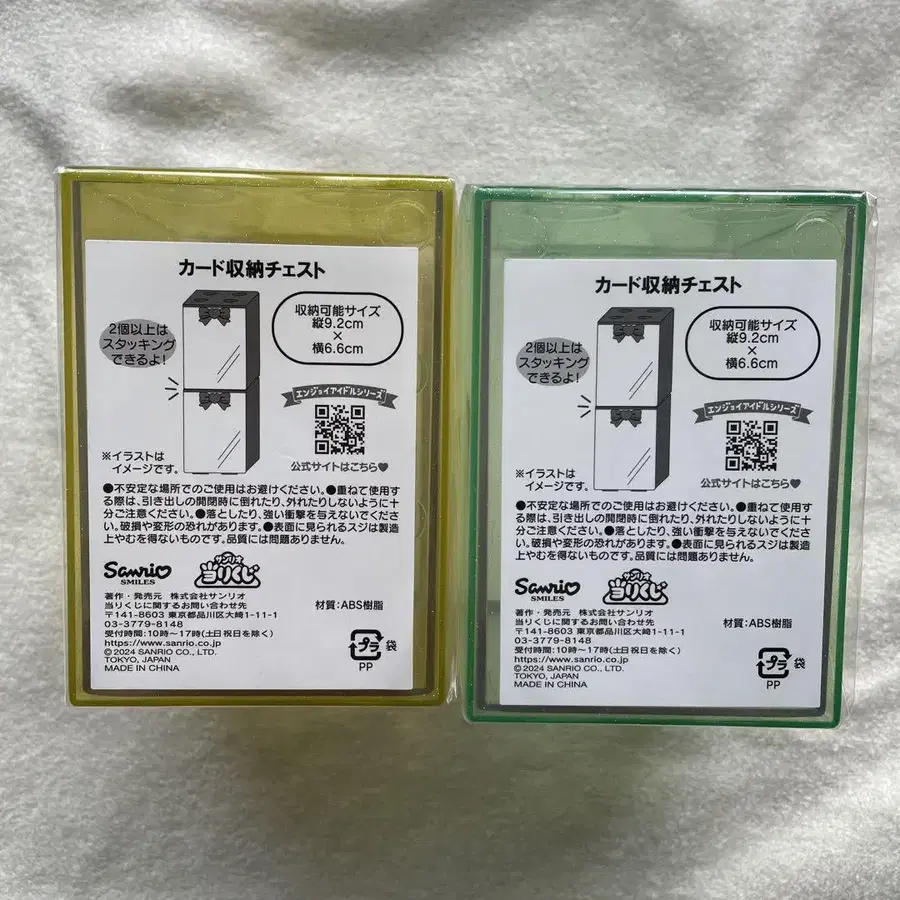 カード収納チェスト
2個以上は
スタッキング
できるよ!
収納可能サイズ
縦9.2cm
×
横6.6cm
エンジョイアイドルシリーズ
公式サイトはこちら♥
※イラストは
イメージです。
●不安定な場所でのご使用はお避けください。●重ねて使用す
る際は、引き出しの開閉時に倒れたり、外れたりしないように十
分ご注意ください。●落としたり、強い衝撃を与えないでくださ
い。破損や変形の恐れがあります。●表面に見られるスジは製造
上やむを得ないものです。品質には問題ありません。
Sanrio
SMILES
サンリオ
当りくじ
著作・発売元 株式会社サンリオ
当りくじに関するお問い合わせ先
〒141-8603 東京都品川区大崎1-11-1
03-3779-8148
受付時間:10時〜17時(土日祝日を除く)
https://www.sanrio.co.jp
©2024 SANRIO CO., LTD.
TOKYO, JAPAN
MADE IN CHINA
材質:ABS樹脂
プラ
袋
PP
カード収納チェスト
2個以上は
スタッキング
できるよ!
収納可能サイズ
縦9.2cm
×
横6.6cm
エンジョイアイドルシリーズ
公式サイトはこちら♥
※イラストは
イメージです。
●不安定な場所でのご使用はお避けください。●重ねて使用す
る際は、引き出しの開閉時に倒れたり、外れたりしないように十
分ご注意ください。●落としたり、強い衝撃を与えないでくださ
い。破損や変形の恐れがあります。●表面に見られるスジは製造
上やむを得ないものです。品質には問題ありません。
Sanrio
SMILES
サンリオ
当りくじ
著作・発売元 株式会社サンリオ
当りくじに関するお問い合わせ先
〒141-8603 東京都品川区大崎1-11-1
03-3779-8148
受付時間:10時〜17時(土日祝日を除く)
https://www.sanrio.co.jp
©2024 SANRIO CO., LTD.
TOKYO, JAPAN
MADE IN CHINA
材質:ABS樹脂
プラ
袋
PP